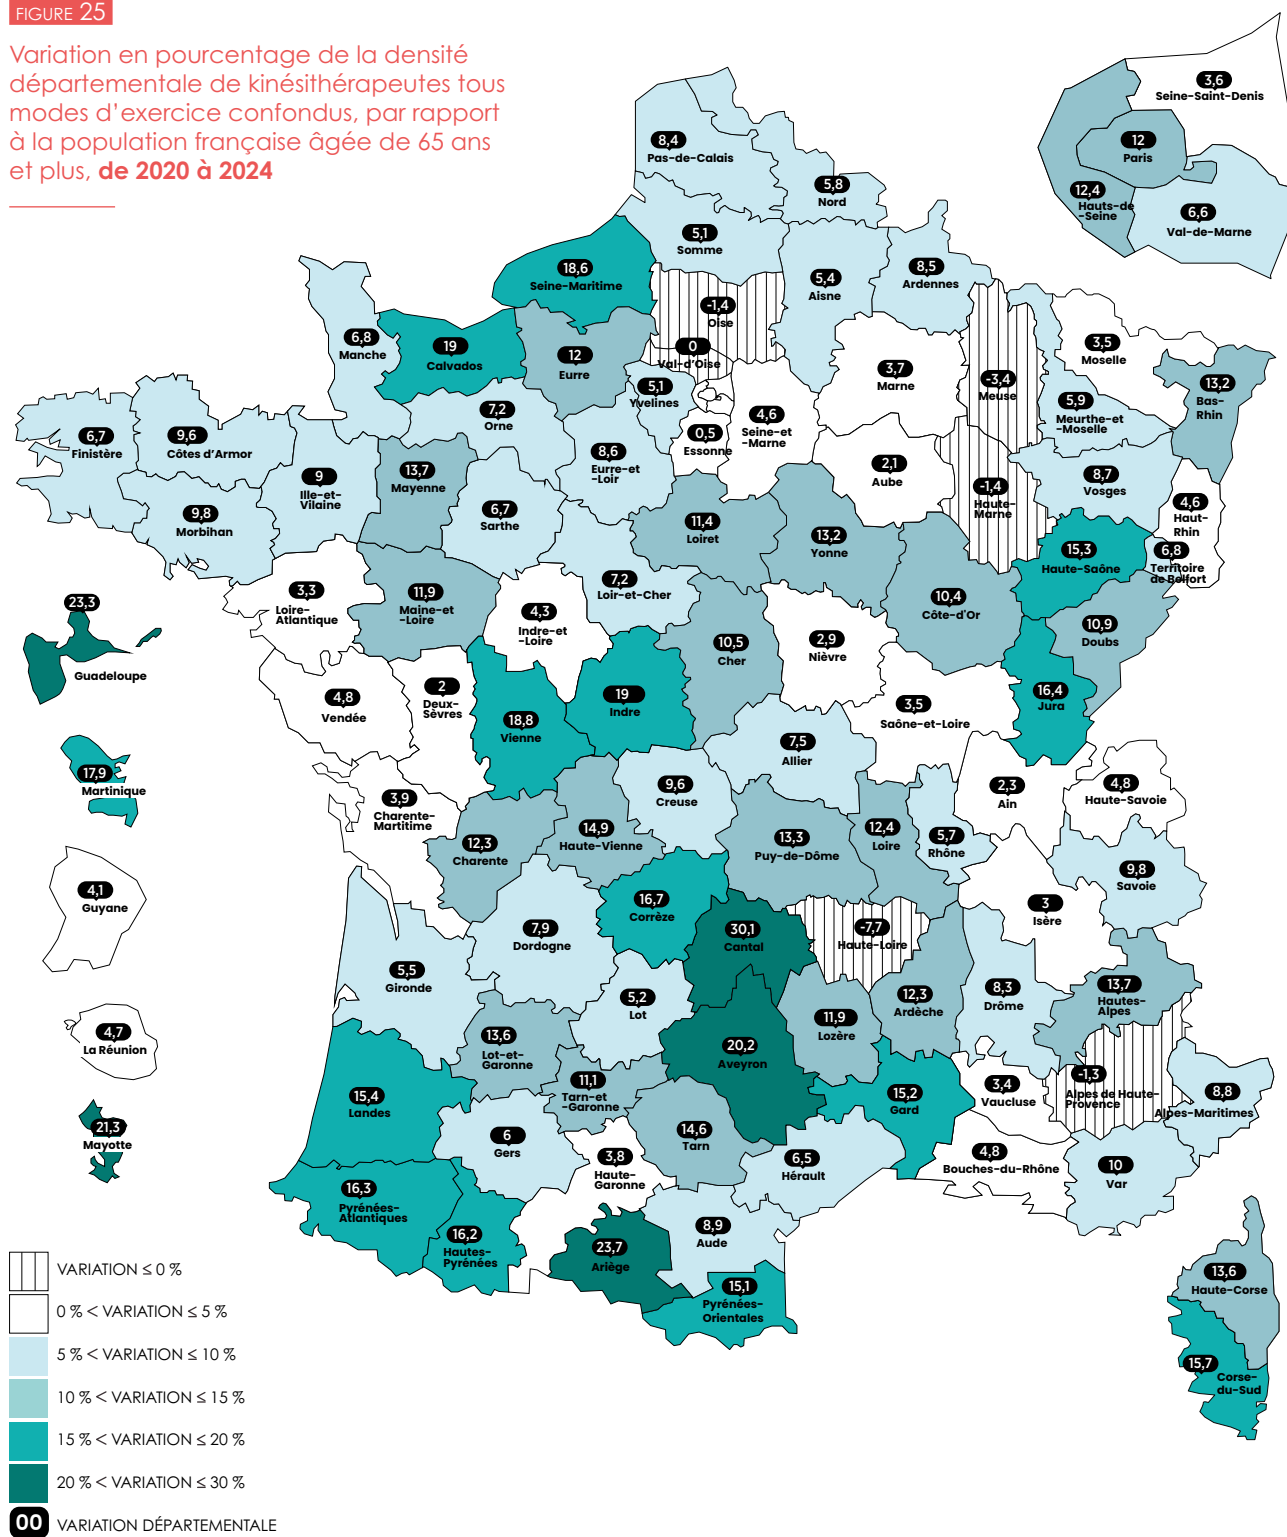 FIGURE 25
Variation en pourcentage de la densité
départementale de kinésithérapeutes tous
modes d'exercice confondus, par rapport
à la population française âgée de 65 ans
et plus, de 2020 à 2024
3,6
Seine-Saint-Denis
12
Paris
12,4
Hauts-de
-Seine
6,6
Val-de-Marne
8,4
Pas-de-Calais
5,8
Nord
5,1
Somme
18,6
Seine-Maritime
-1,4
Oise
5,4
Aisne
8,5
Ardennes
6,8
Manche
19
Calvados
12
Eurre
0
Val-d'Oise
3,7
Marne
-3,4
Meuse
3,5
Moselle
13,2
Bas-
Rhin
5,1
Yvelines
4,6
Seine-et
-Marne
5,9
Meurthe-et
-Moselle
7,2
Orne
0,5
Essonne
6,7
Finistère
9,6
Côtes d'Armor
9
Ille-et-
Vilaine
13,7
Mayenne
8,6
Eurre-et
-Loir
2,1
Aube
-1,4
Haute-
Marne
8,7
Vosges
4,6
Haut-
Rhin
9,8
Morbihan
6,7
Sarthe
11,4
Loiret
13,2
Yonne
15,3
Haute-Saône
6,8
Territoire
de Belfort
3,3
Loire-
Atlantique
11,9
Maine-et
-Loire
7,2
Loir-et-Cher
10,4
Côte-d'Or
10,9
Doubs
23,3
Guadeloupe
4,3
Indre-et
-Loire
10,5
Cher
2,9
Nièvre
4,8
Vendée
2
Deux-
Sèvres
18,8
Vienne
19
Indre
3,5
Saône-et-Loire
16,4
Jura
17,9
Martinique
7,5
Allier
3,9
Charente-
Martitime
9,6
Creuse
2,3
Ain
4,8
Haute-Savoie
12,3
Charente
14,9
Haute-Vienne
13,3
Puy-de-Dôme
12,4
Loire
5,7
Rhône
9,8
Savoie
4,1
Guyane
16,7
Corrèze
3
Isère
7,9
Dordogne
30,1
Cantal
-7,7
Haute-Loire
5,5
Gironde
5,2
Lot
12,3
Ardèche
8,3
Drôme
13,7
Hautes-
Alpes
4,7
La Réunion
13,6
Lot-et-
Garonne
20,2
Aveyron
11,9
Lozère
15,4
Landes
11,1
Tarn-et
-Garonne
15,2
Gard
3,4
Vaucluse
-1,3
Alpes de Haute-
Provence
8,8
Alpes-Maritimes
21,3
Mayotte
6
Gers
3,8
Haute-
Garonne
14,6
Tarn
6,5
Hérault
4,8
Bouches-du-Rhône
10
Var
16,3
Pyrénées-
Atlantiques
16,2
Hautes-
Pyrénées
23,7
Ariège
8,9
Aude
15,1
Pyrénées-
Orientales
13,6
Haute-Corse
15,7
Corse-
du-Sud
VARIATION ≤ 0 %
0 % < VARIATION ≤ 5 %
5 % < VARIATION ≤ 10 %
10 % < VARIATION ≤ 15 %
15 % < VARIATION ≤ 20 %
20 % < VARIATION ≤ 30 %
00 VARIATION DÉPARTEMENTALE